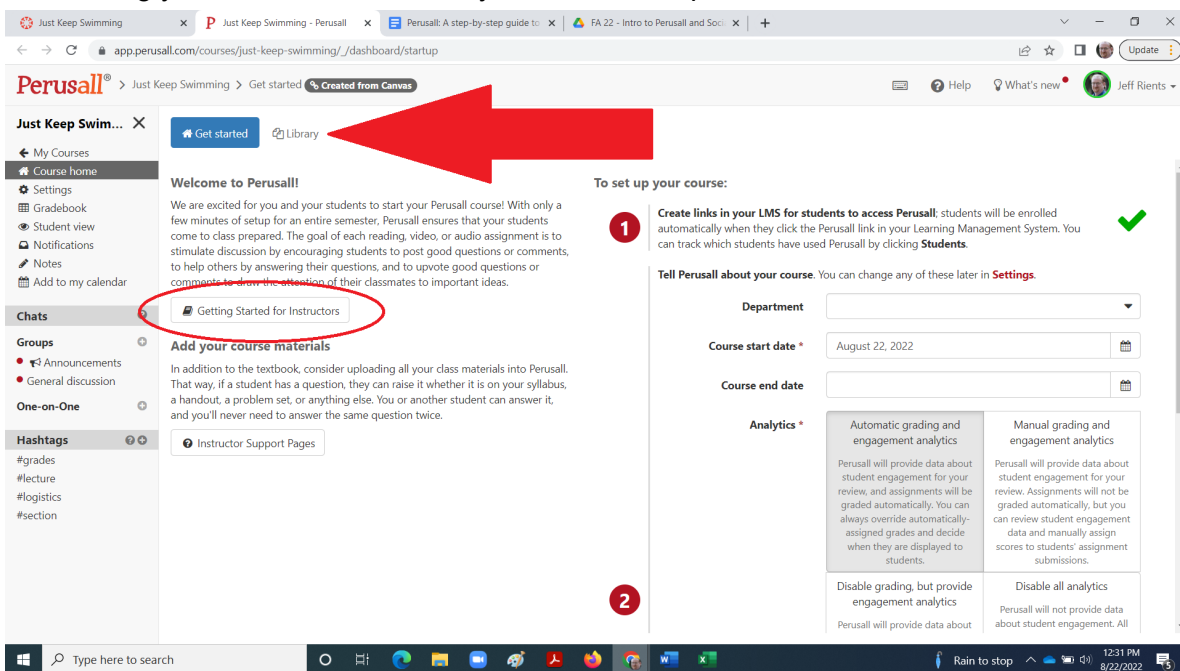 Just Keep Swimming
Just Keep Swimming - Perusall
Perusall: A step-by-step guide to
FA 22 - Intro to Perusall and Soci
app.perusall.com/courses/just-keep-swimming/_/dashboard/startup
Update
Perusall® > Just Keep Swimming > Get started Created from Canvas
Help
What's new
Jeff Rients
Just Keep Swim...
My Courses
Course home
Settings
Gradebook
Student view
Notifications
Notes
Add to my calendar
Chats
Groups
Announcements
General discussion
One-on-One
Hashtags
#grades
#lecture
#logistics
#section
Get started
Library
Welcome to Perusall!
We are excited for you and your students to start your Perusall course! With only a
few minutes of setup for an entire semester, Perusall ensures that your students
come to class prepared. The goal of each reading, video, or audio assignment is to
stimulate discussion by encouraging students to post good questions or comments,
to help others by answering their questions, and to upvote good questions or
comments to draw the attention of their classmates to important ideas.
Getting Started for Instructors
Add your course materials
In addition to the textbook, consider uploading all your class materials into Perusall.
That way, if a student has a question, they can raise it whether it is on your syllabus,
a handout, a problem set, or anything else. You or another student can answer it,
and you'll never need to answer the same question twice.
Instructor Support Pages
To set up your course:
1
Create links in your LMS for students to access Perusall; students will be enrolled
automatically when they click the Perusall link in your Learning Management System. You
can track which students have used Perusall by clicking Students.
Tell Perusall about your course. You can change any of these later in Settings.
Department
Course start date *
August 22, 2022
Course end date
Analytics *
Automatic grading and
engagement analytics
Perusall will provide data about
student engagement for your
review, and assignments will be
graded automatically. You can
always override automatically-
assigned grades and decide
when they are displayed to
students.
Manual grading and
engagement analytics
Perusall will provide data about
student engagement for your
review. Assignments will not be
graded automatically, but you
can review student engagement
data and manually assign
scores to students' assignment
submissions.
2
Disable grading, but provide
engagement analytics
Perusall will provide data about
Disable all analytics
Perusall will not provide data
about student engagement. All
Type here to search
Rain to stop
12:31 PM
8/22/2022
5